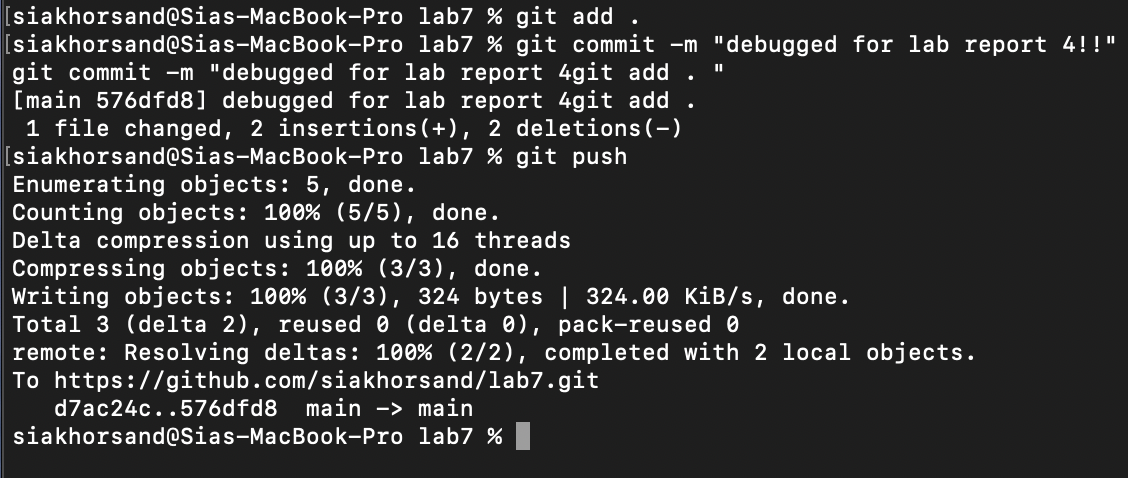 [siakhorsand@Sias-MacBook-Pro lab7 % git add .
[siakhorsand@Sias-MacBook-Pro lab7 % git commit -m "debugged for lab report 4!!"
git commit -m "debugged for lab report 4git add . "
[main 576dfd8] debugged for lab report 4git add .
 1 file changed, 2 insertions(+), 2 deletions(-)
[siakhorsand@Sias-MacBook-Pro lab7 % git push
Enumerating objects: 5, done.
Counting objects: 100% (5/5), done.
Delta compression using up to 16 threads
Compressing objects: 100% (3/3), done.
Writing objects: 100% (3/3), 324 bytes | 324.00 KiB/s, done.
Total 3 (delta 2), reused 0 (delta 0), pack-reused 0
remote: Resolving deltas: 100% (2/2), completed with 2 local objects.
To https://github.com/siakhorsand/lab7.git
   d7ac24c..576dfd8  main -> main
siakhorsand@Sias-MacBook-Pro lab7 %